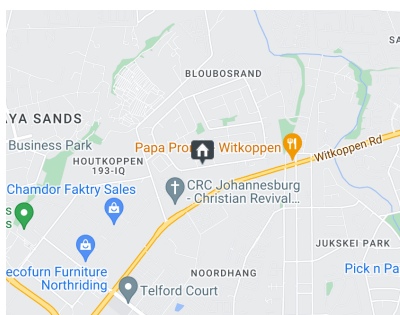 SA
BLOUBOSRAND
AYA SANDS
Business Park
Papa Pro
Witkoppen
Witkoppen Rd
HOUTKOPPEN
193-IQ
Chamdor Faktry Sales
CRC Johannesburg
- Christian Revival...
s
s
JUKSKEI PARK
ecofurn Furniture
Northriding
NOORDHANG
Pick n Pa
Telford Court